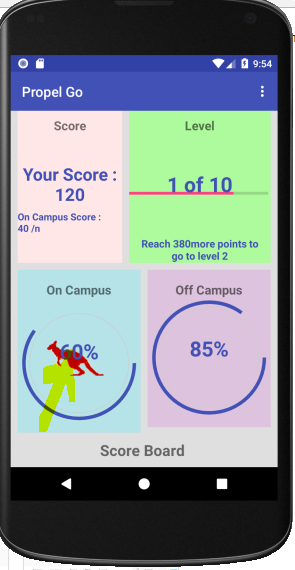 9:54
Propel Go
Score
Your Score :
120
On Campus Score :
40 /n
Level
1 of 10
Reach 380more points to
go to level 2
On Campus
60%
Off Campus
85%
Score Board